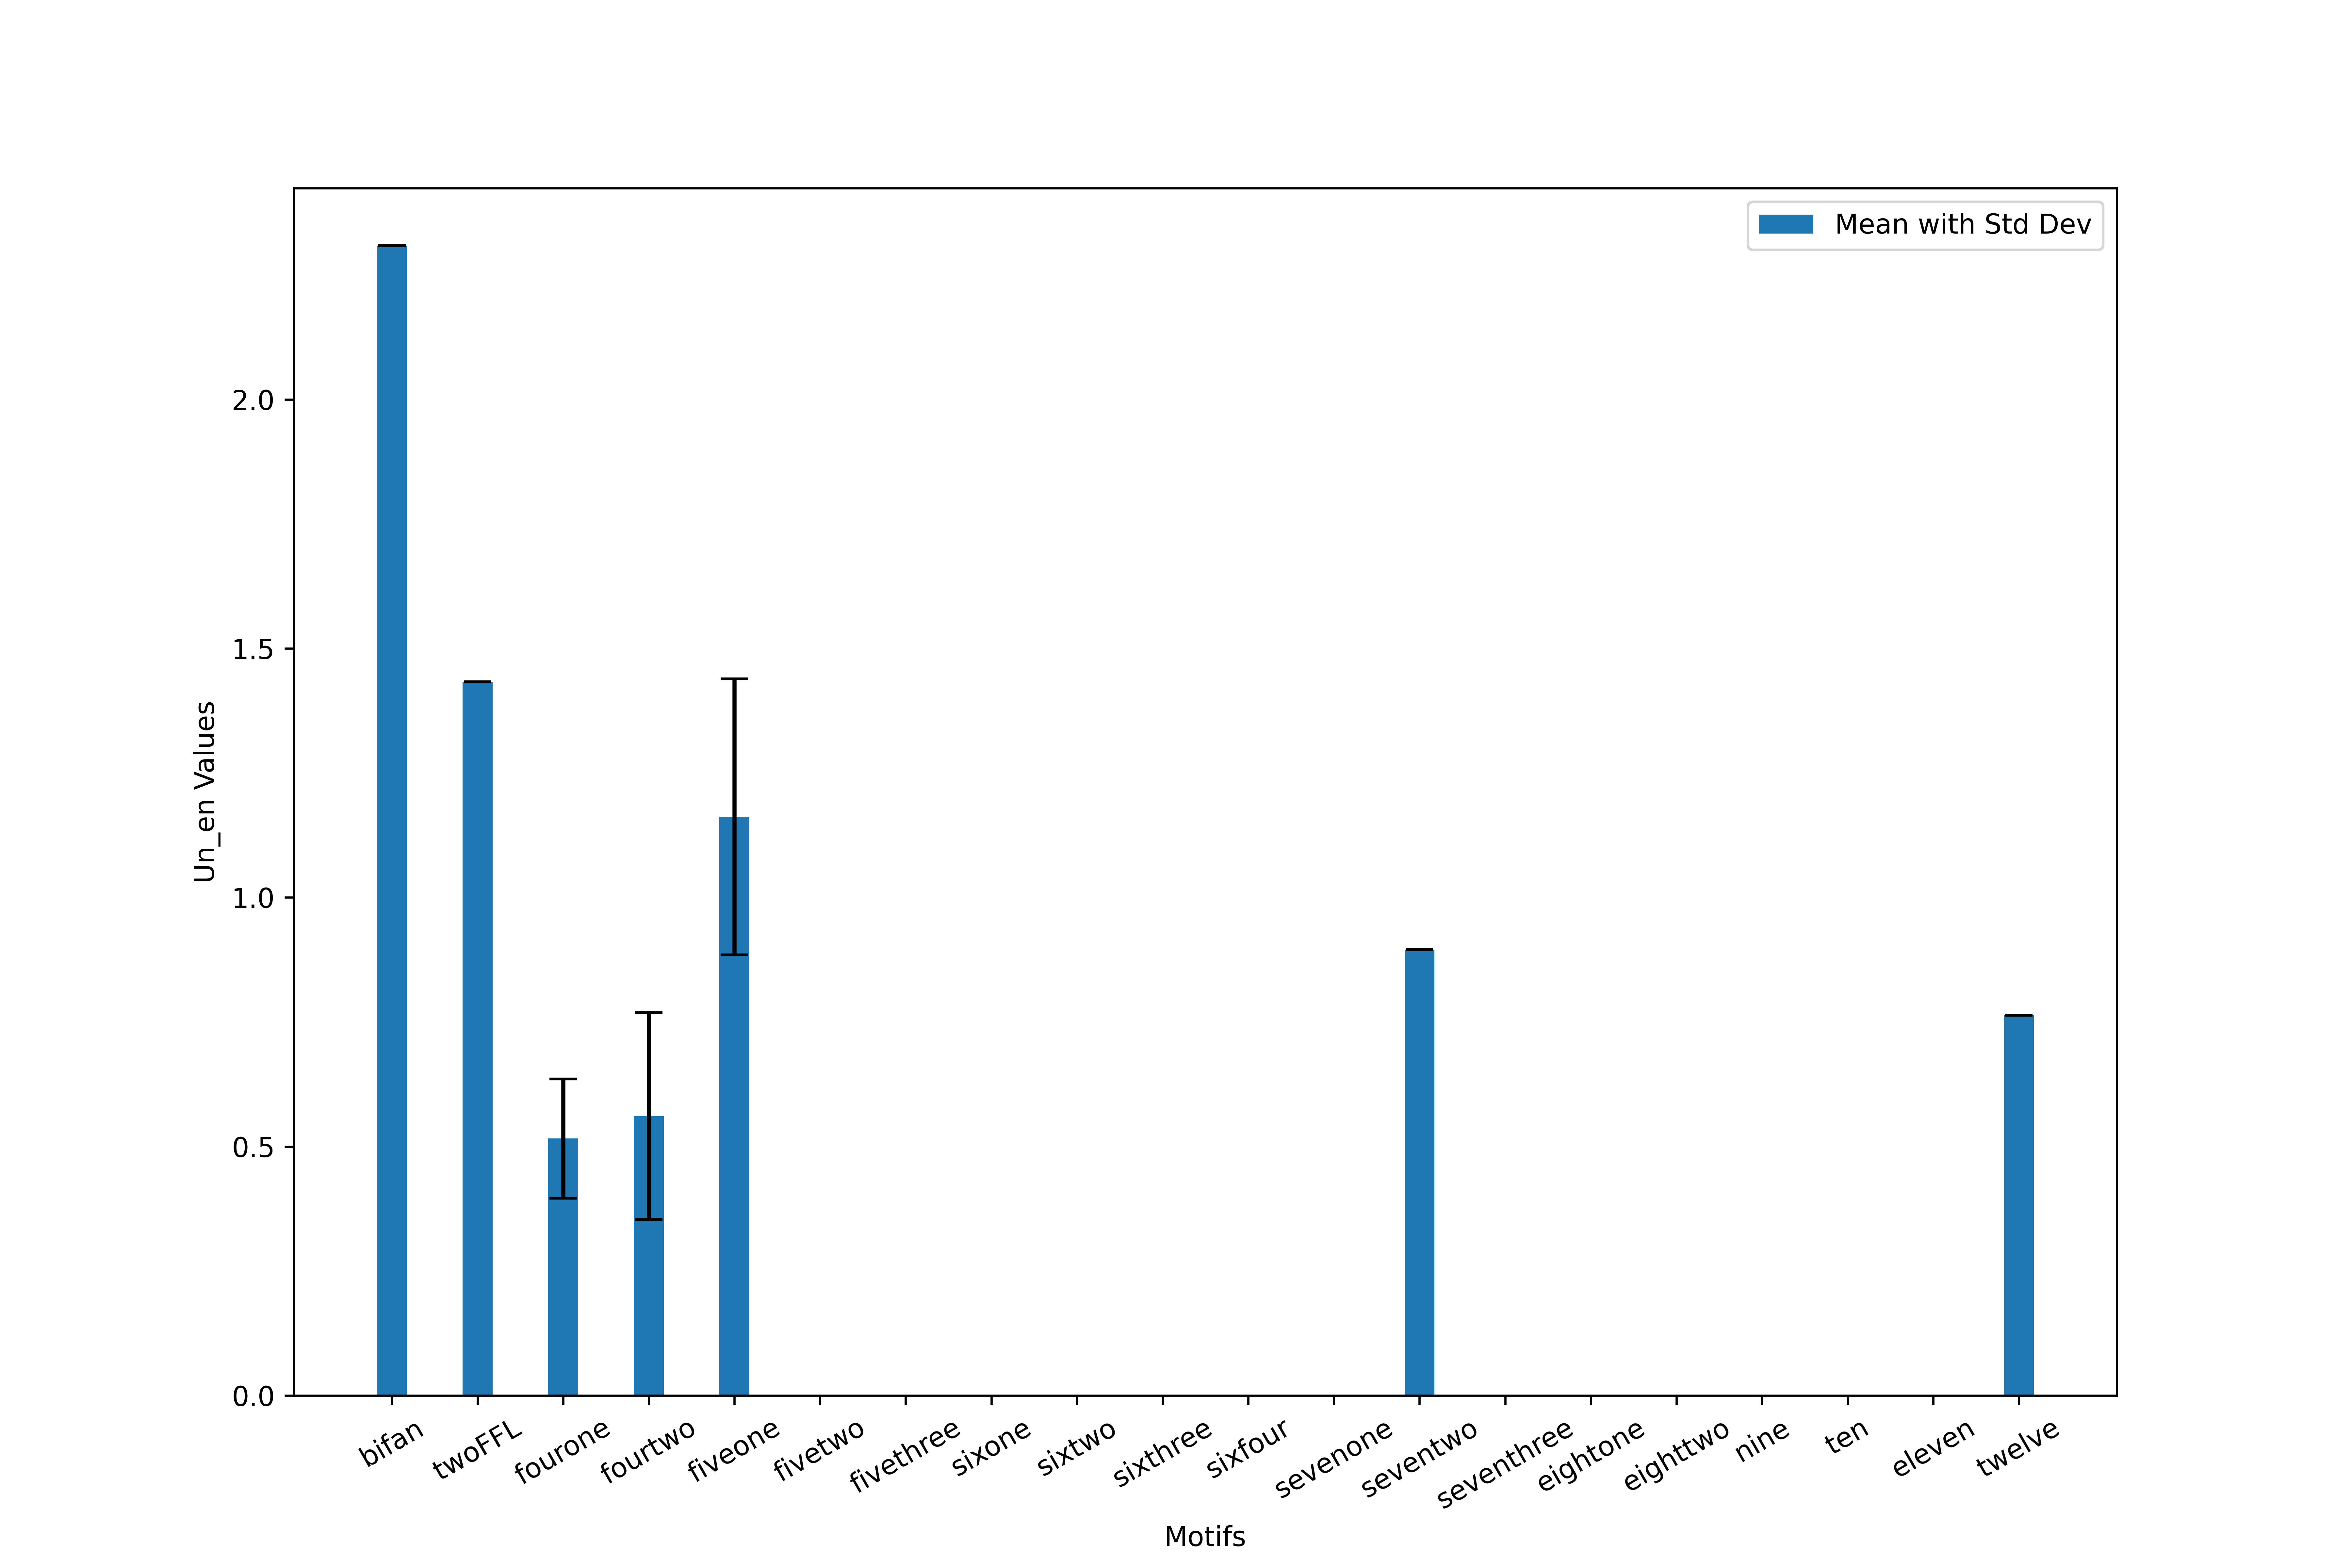 Mean with Std Dev
Un_en Values
2.0
1.5
1.0
0.5
0.0
bifan
twoFFL
fourone
fourtwo
fiveone
fivetwo
fivethree
sixone
sixtwo
sixthree
sixfour
sevenone
seventwo
seventhree
eightone
eighttwo
nine
ten
eleven
twelve
Motifs